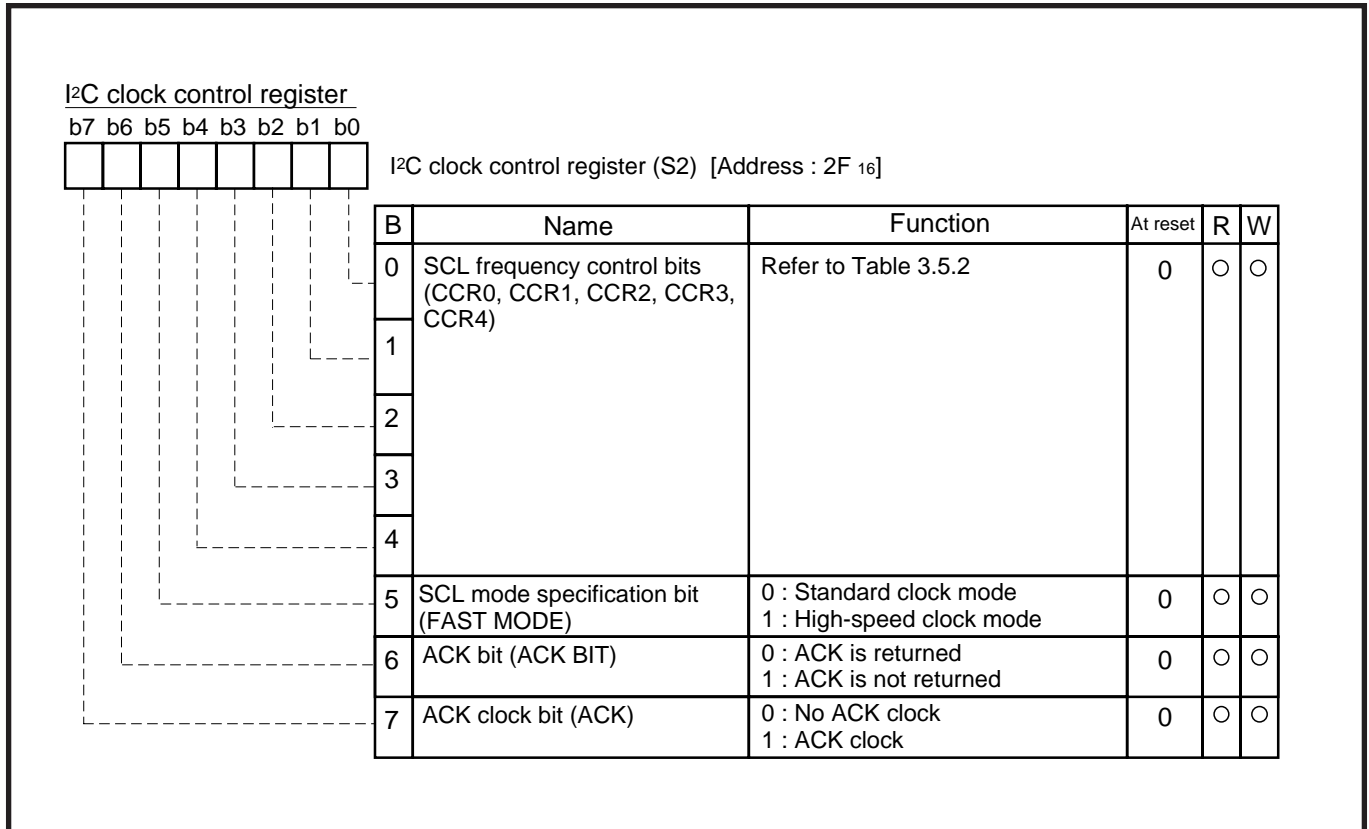 I²C clock control register
b7 b6 b5 b4 b3 b2 b1 b0
I²C clock control register (S2) [Address : 2F 16]
B Name Function At reset R W
0 SCL frequency control bits Refer to Table 3.5.2 0 ○ ○
(CCR0, CCR1, CCR2, CCR3,
CCR4)
1
2
3
4
5 SCL mode specification bit 0 : Standard clock mode 0 ○ ○
(FAST MODE) 1 : High-speed clock mode
6 ACK bit (ACK BIT) 0 : ACK is returned 0 ○ ○
1 : ACK is not returned
7 ACK clock bit (ACK) 0 : No ACK clock 0 ○ ○
1 : ACK clock